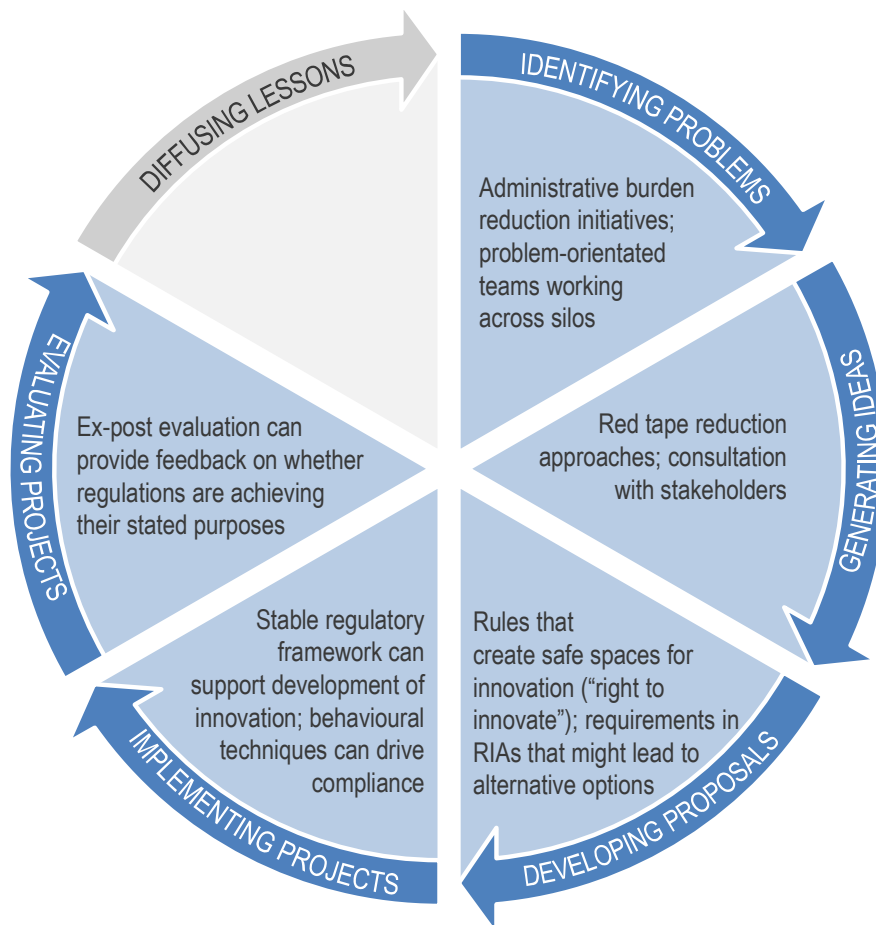 IDENTIFYING PROBLEMS
Administrative burden
reduction initiatives;
problem-orientated
teams working
across silos
GENERATING IDEAS
Red tape reduction
approaches; consultation
with stakeholders
DEVELOPING PROPOSALS
Rules that
create safe spaces for
innovation (“right to
innovate”); requirements in
RIAs that might lead to
alternative options
IMPLEMENTING PROJECTS
Stable regulatory
framework can
support development of
innovation; behavioural
techniques can drive
compliance
EVALUATING PROJECTS
Ex-post evaluation can
provide feedback on whether
regulations are achieving
their stated purposes
DIFFUSING LESSONS